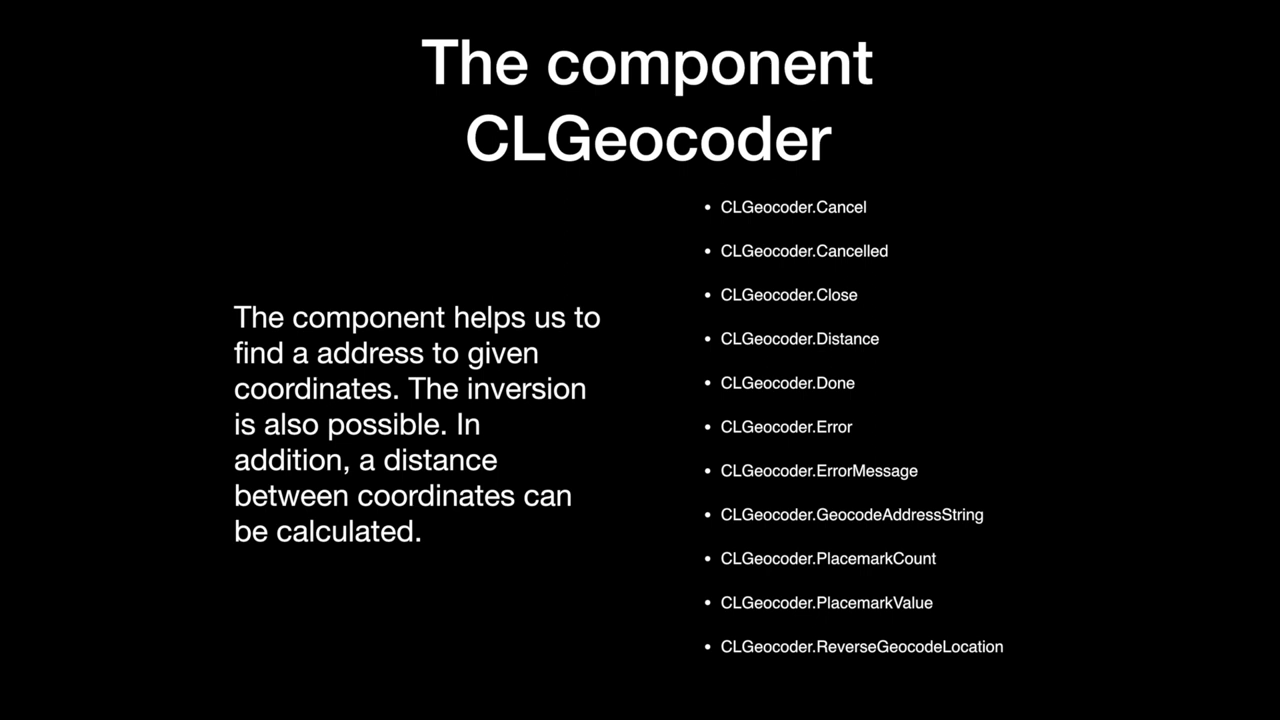 The component
CLGeocoder
The component helps us to
find a address to given
coordinates. The inversion
is also possible. In
addition, a distance
between coordinates can
be calculated.
• CLGeocoder.Cancel
• CLGeocoder.Cancelled
• CLGeocoder.Close
• CLGeocoder.Distance
• CLGeocoder.Done
• CLGeocoder.Error
• CLGeocoder.ErrorMessage
• CLGeocoder.GeocodeAddressString
• CLGeocoder.PlacemarkCount
• CLGeocoder.PlacemarkValue
• CLGeocoder.ReverseGeocodeLocation